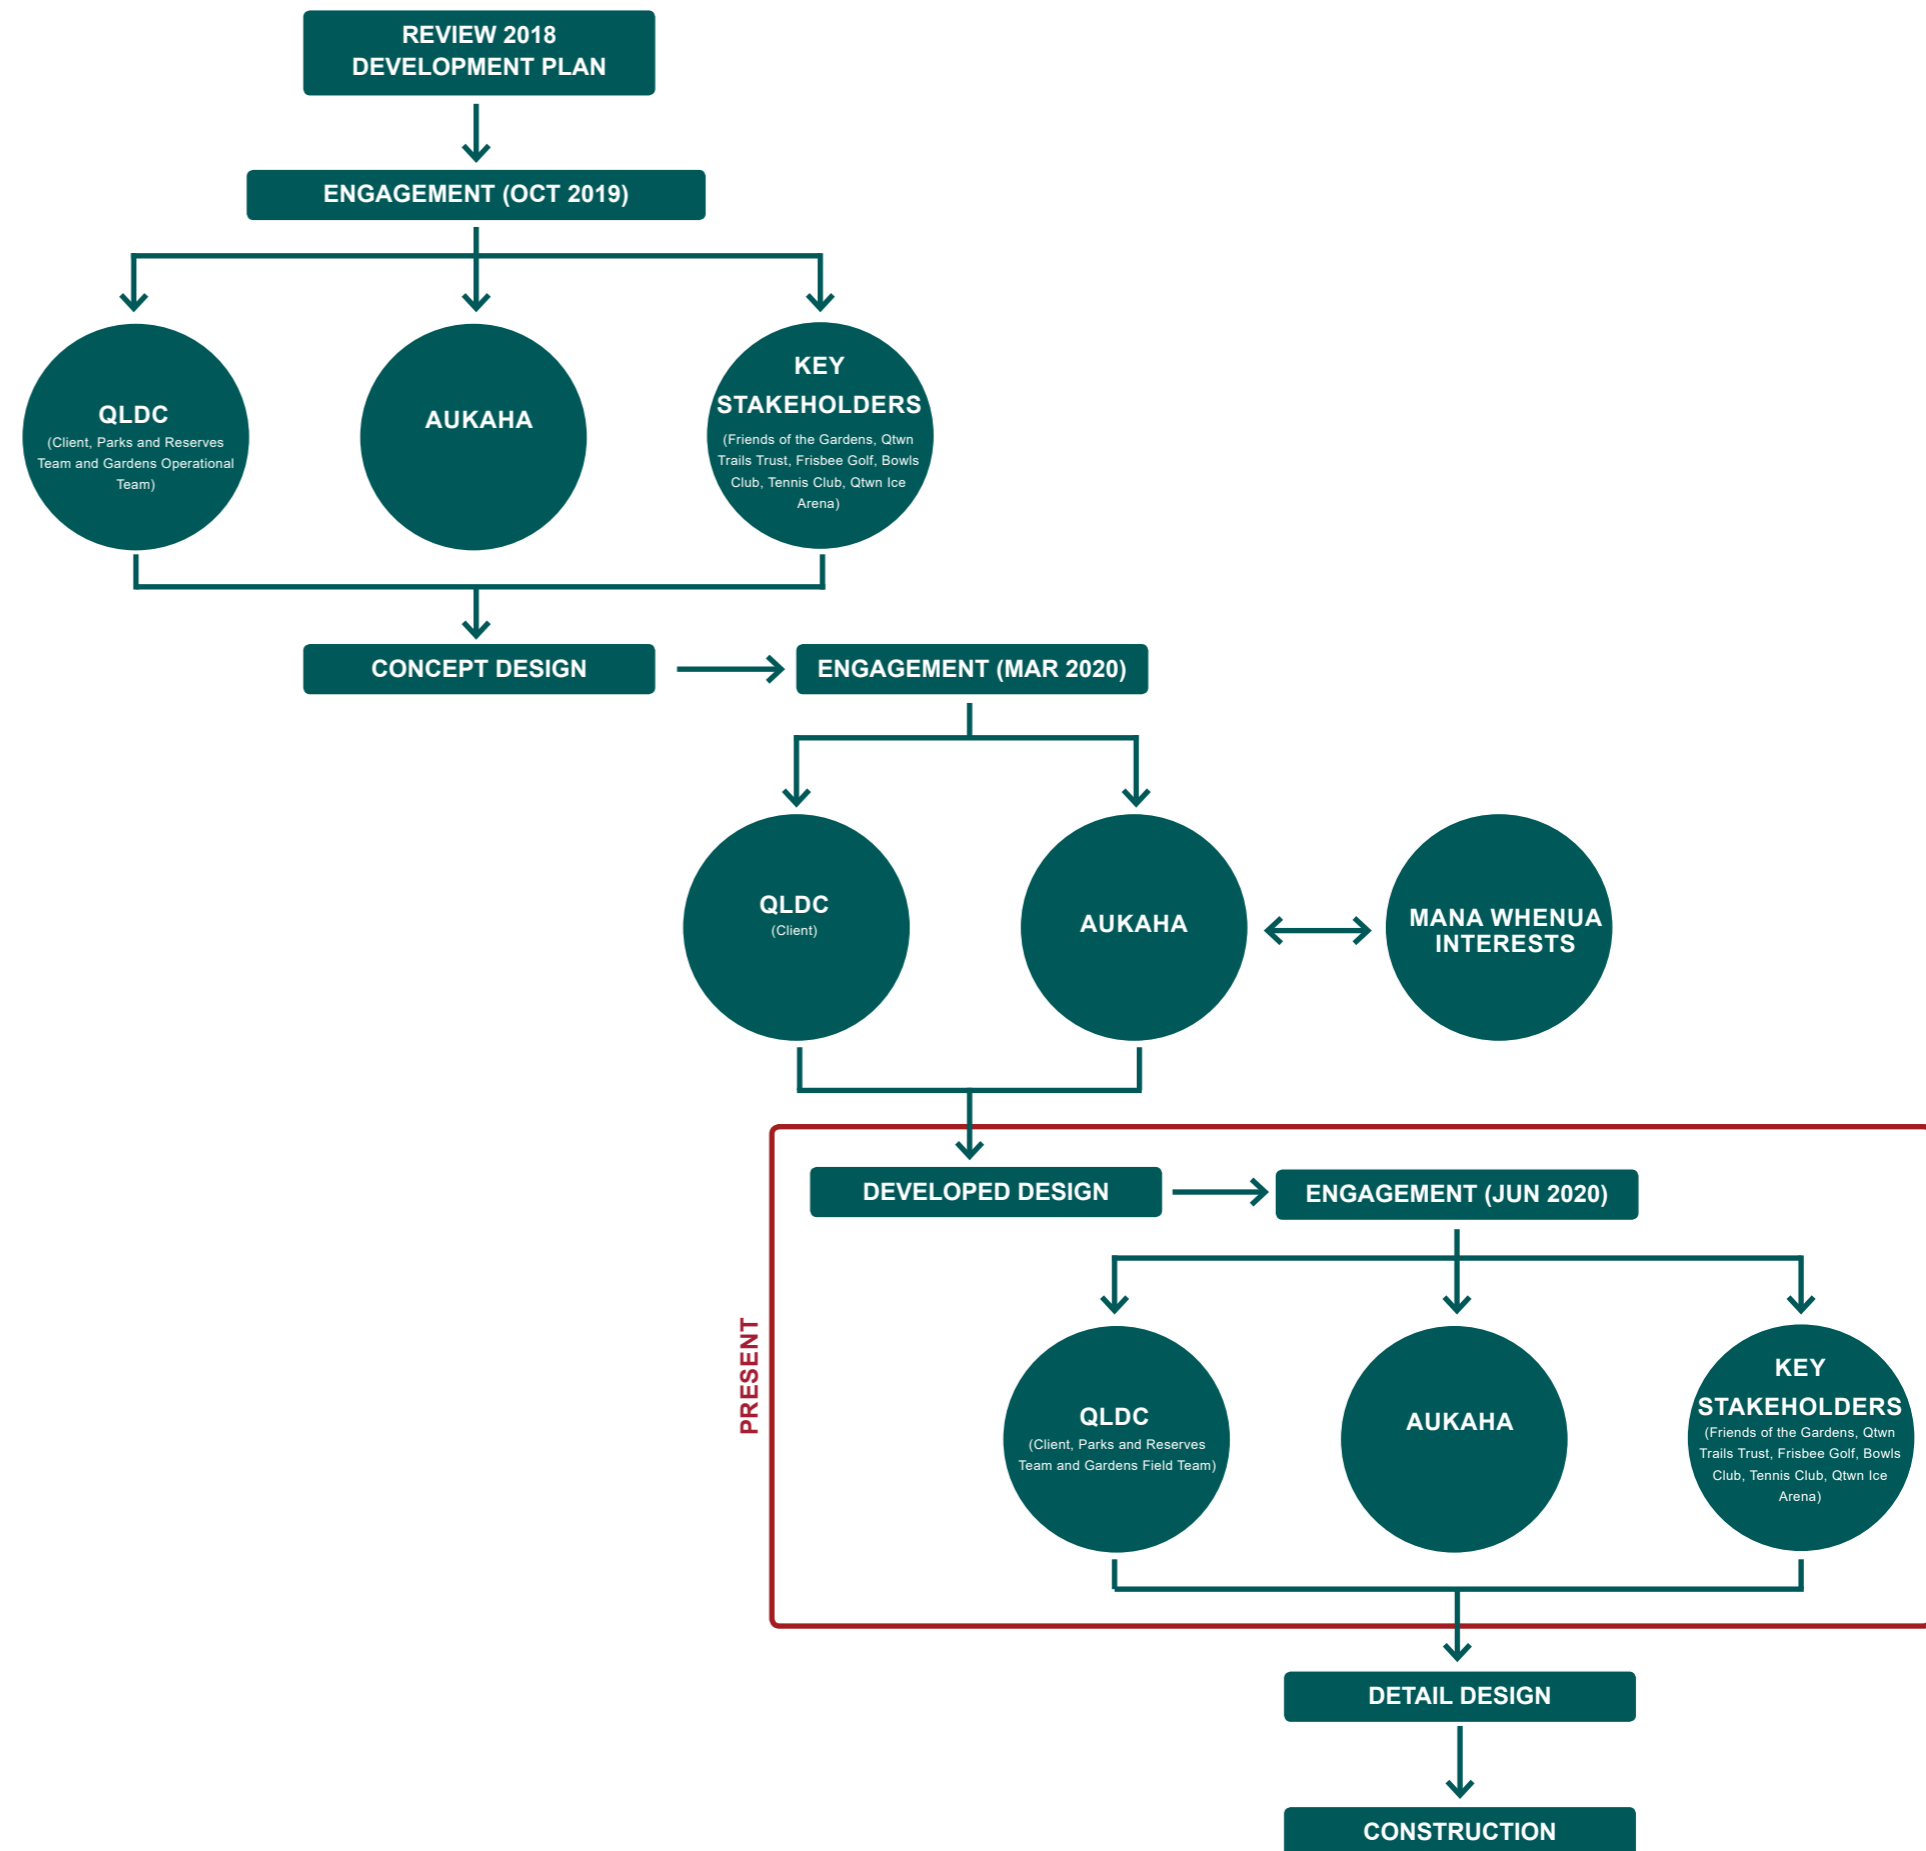 REVIEW 2018
DEVELOPMENT PLAN
ENGAGEMENT (OCT 2019)
QLDC
(Client, Parks and Reserves
Team and Gardens Operational
Team)
AUKAHA
KEY
STAKEHOLDERS
(Friends of the Gardens, Qtwn
Trails Trust, Frisbee Golf, Bowls
Club, Tennis Club, Qtwn Ice
Arena)
CONCEPT DESIGN
ENGAGEMENT (MAR 2020)
QLDC
(Client)
AUKAHA
MANA WHENUA
INTERESTS
PRESENT
DEVELOPED DESIGN
ENGAGEMENT (JUN 2020)
QLDC
(Client, Parks and Reserves
Team and Gardens Field Team)
AUKAHA
KEY
STAKEHOLDERS
(Friends of the Gardens, Qtwn
Trails Trust, Frisbee Golf, Bowls
Club, Tennis Club, Qtwn Ice
Arena)
DETAIL DESIGN
CONSTRUCTION